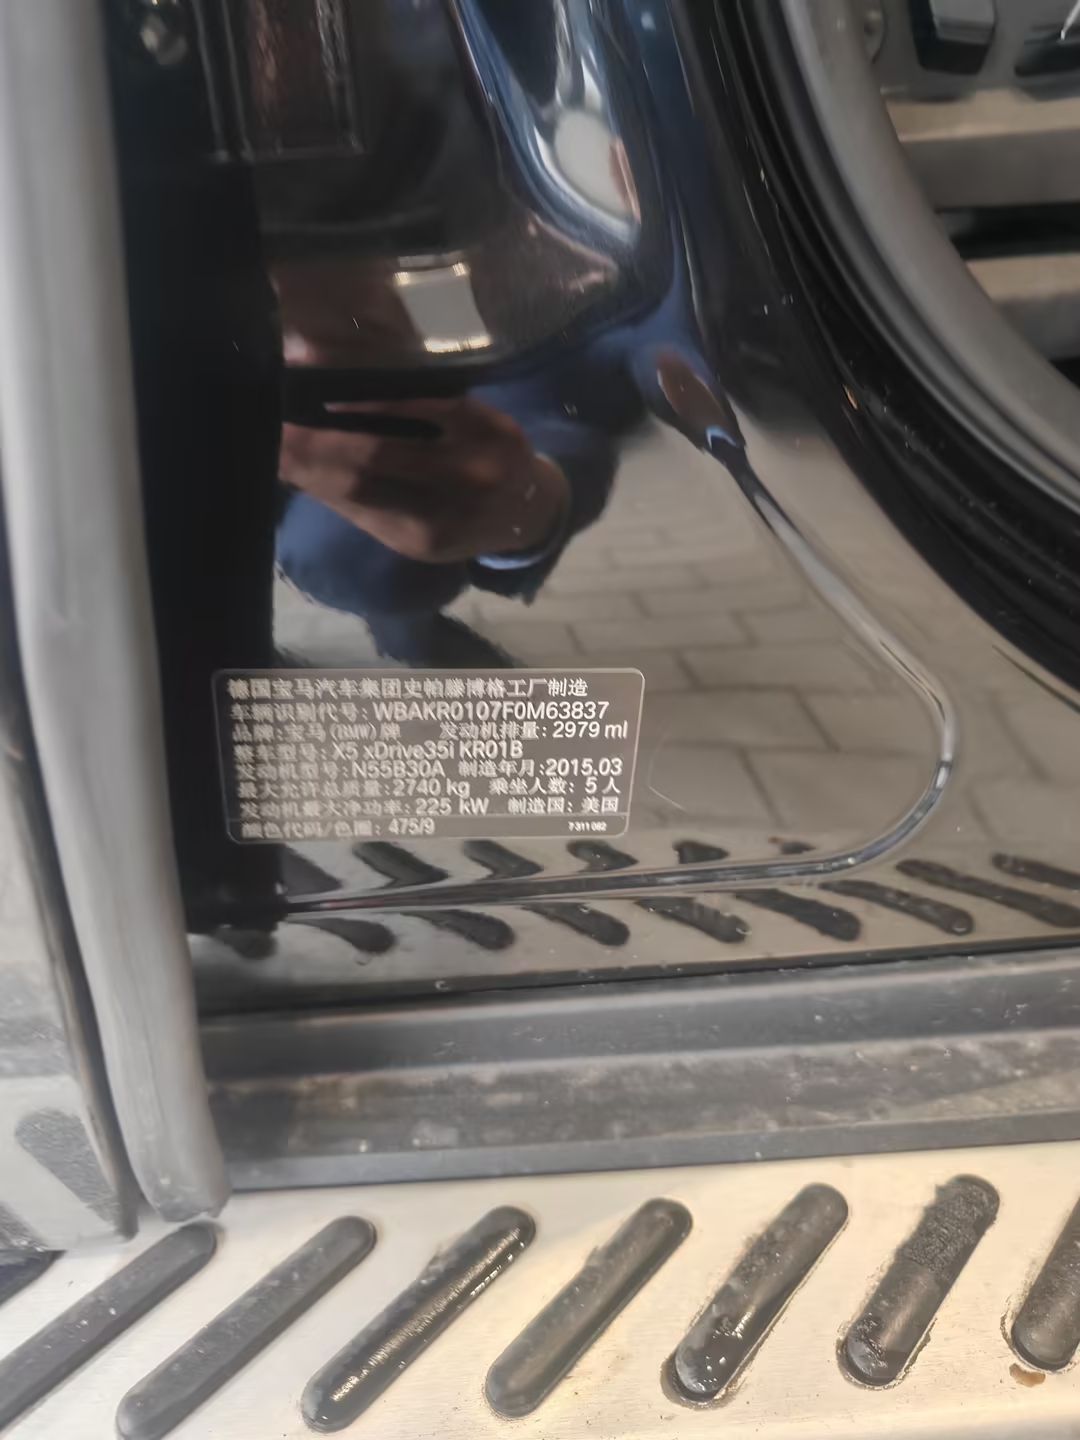 德国宝马汽车集团史帕滕博格工厂制造
车辆识别代号: WBAKR0107F0M63837
品牌:宝马(BMW)牌 发动机排量: 2979 ml
整车型号: X5 xDrive35i KR01B
发动机型号: N55B30A 制造年月:2015.03
最大允许总质量:2740 kg 乘坐人数: 5 人
发动机最大净功率: 225 kW 制造国: 美国
颜色代码/色圈: 475/9 7 311 082